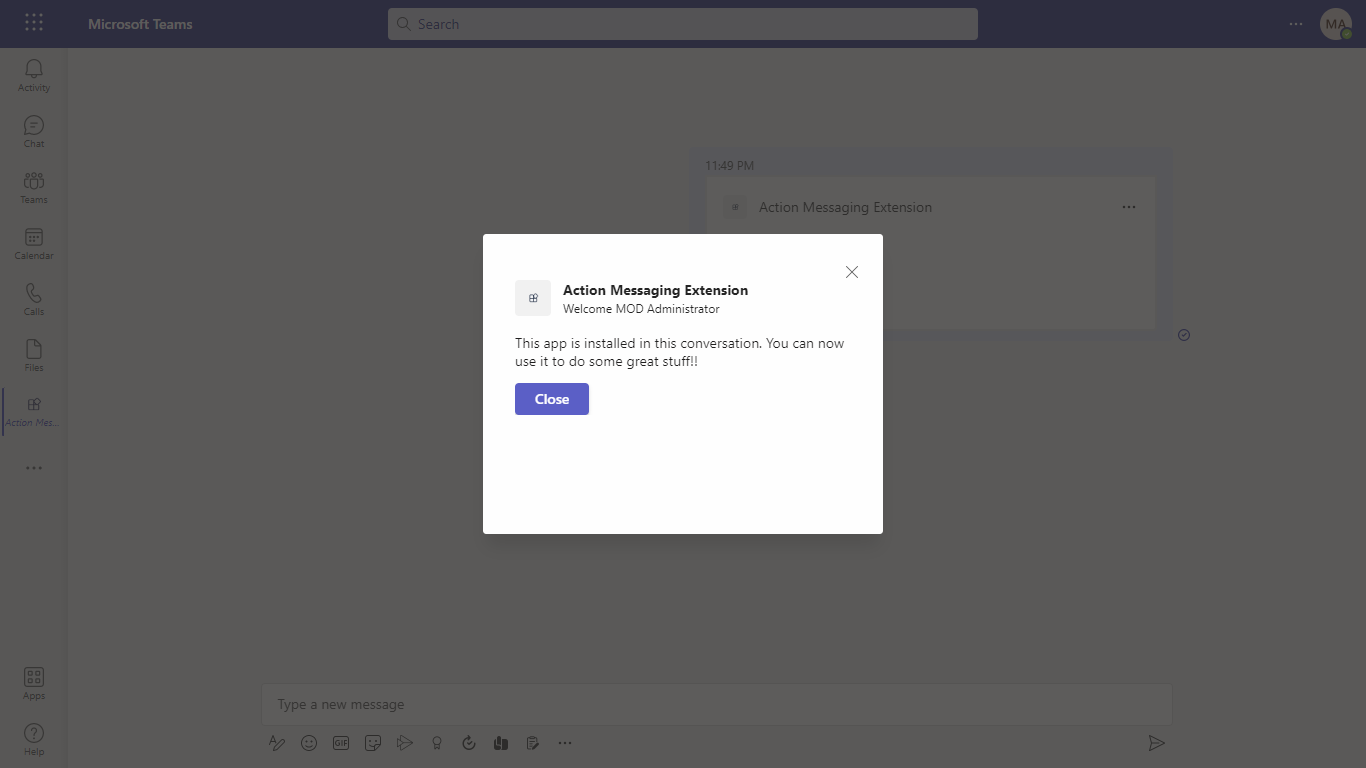 Microsoft Teams
Search
MA
Activity
Chat
Teams
Calendar
Calls
Files
Action Mes...
Apps
Help
11:49 PM
Action Messaging Extension
Action Messaging Extension
Welcome MOD Administrator
This app is installed in this conversation. You can now
use it to do some great stuff!!
Close
Type a new message
GIF